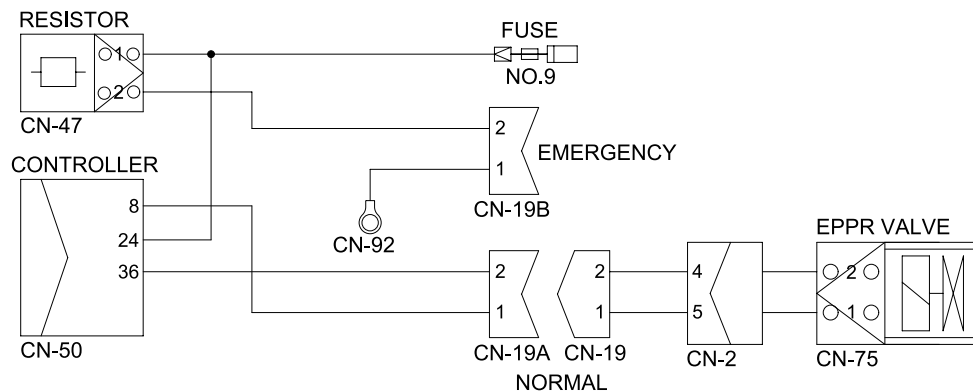 RESISTOR
1
2
CN-47
FUSE
NO.9
2
1
EMERGENCY
CN-19B
CN-92
CONTROLLER
8
24
36
CN-50
2
1
CN-19A
2
1
CN-19
NORMAL
4
5
CN-2
EPPR VALVE
2
1
CN-75